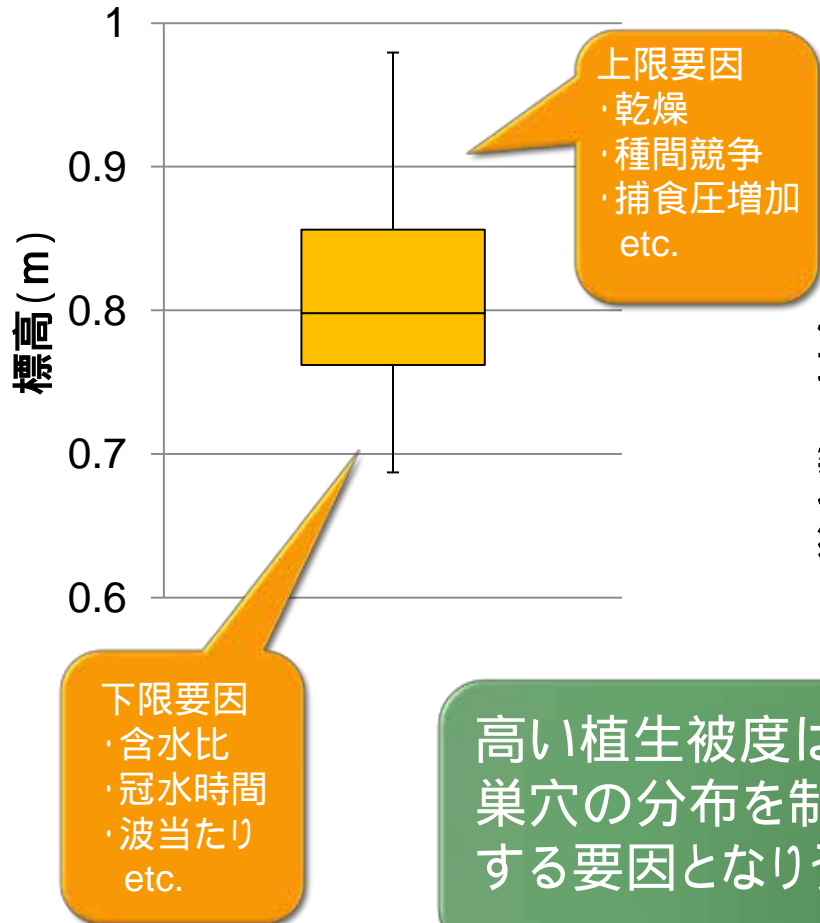 1
0.9
0.8
0.7
0.6
標高(m)
上限要因
・乾燥
・種間競争
・捕食圧増加
etc.
下限要因
・含水比
・冠水時間
・波当たり
etc.
高い植生被度は
巣穴の分布を制
する要因となり